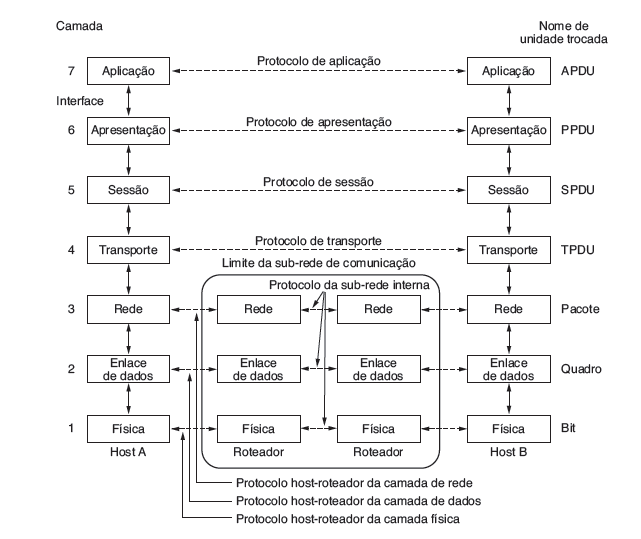 Camada
Nome de
unidade trocada
7 Aplicação Protocolo de aplicação Aplicação APDU
Interface
6 Apresentação Protocolo de apresentação Apresentação PPDU
5 Sessão Protocolo de sessão Sessão SPDU
4 Transporte Protocolo de transporte Transporte TPDU
Limite da sub-rede de comunicação
Protocolo da sub-rede interna
3 Rede Rede Rede Rede Pacote
Enlace Enlace Enlace Enlace
2 de dados de dados de dados de dados Quadro
1 Física Física Física Física Bit
Host A Roteador Roteador Host B
Protocolo host-roteador da camada de rede
Protocolo host-roteador da camada de dados
Protocolo host-roteador da camada física